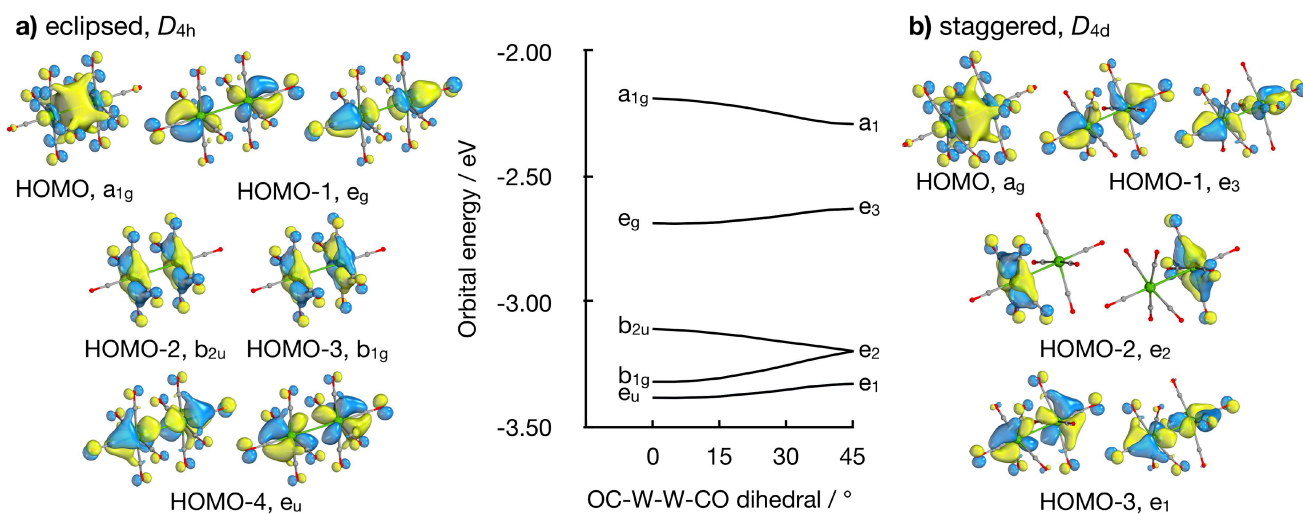 a) eclipsed, D4h
HOMO, a1g
HOMO-1, eg
HOMO-2, b2u
HOMO-3, b1g
HOMO-4, eu
Orbital energy / eV
-2.00
-2.50
-3.00
-3.50
a1g
a1
eg
e3
b2u
e2
b1g
eu
e1
0
15
30
45
OC-W-W-CO dihedral / °
b) staggered, D4d
HOMO, ag
HOMO-1, e3
HOMO-2, e2
HOMO-3, e1